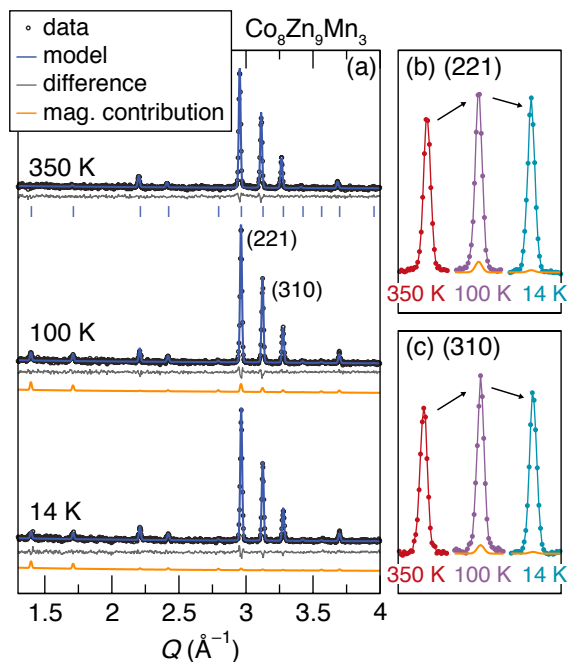 Co₈Zn₉Mn₃
data
model
difference
mag. contribution
(a)
350 K
(221)
(310)
100 K
14 K
1.5 2 2.5 3 3.5 4
Q (Å⁻¹)
(b) (221)
350 K 100 K 14 K
(c) (310)
350 K 100 K 14 K